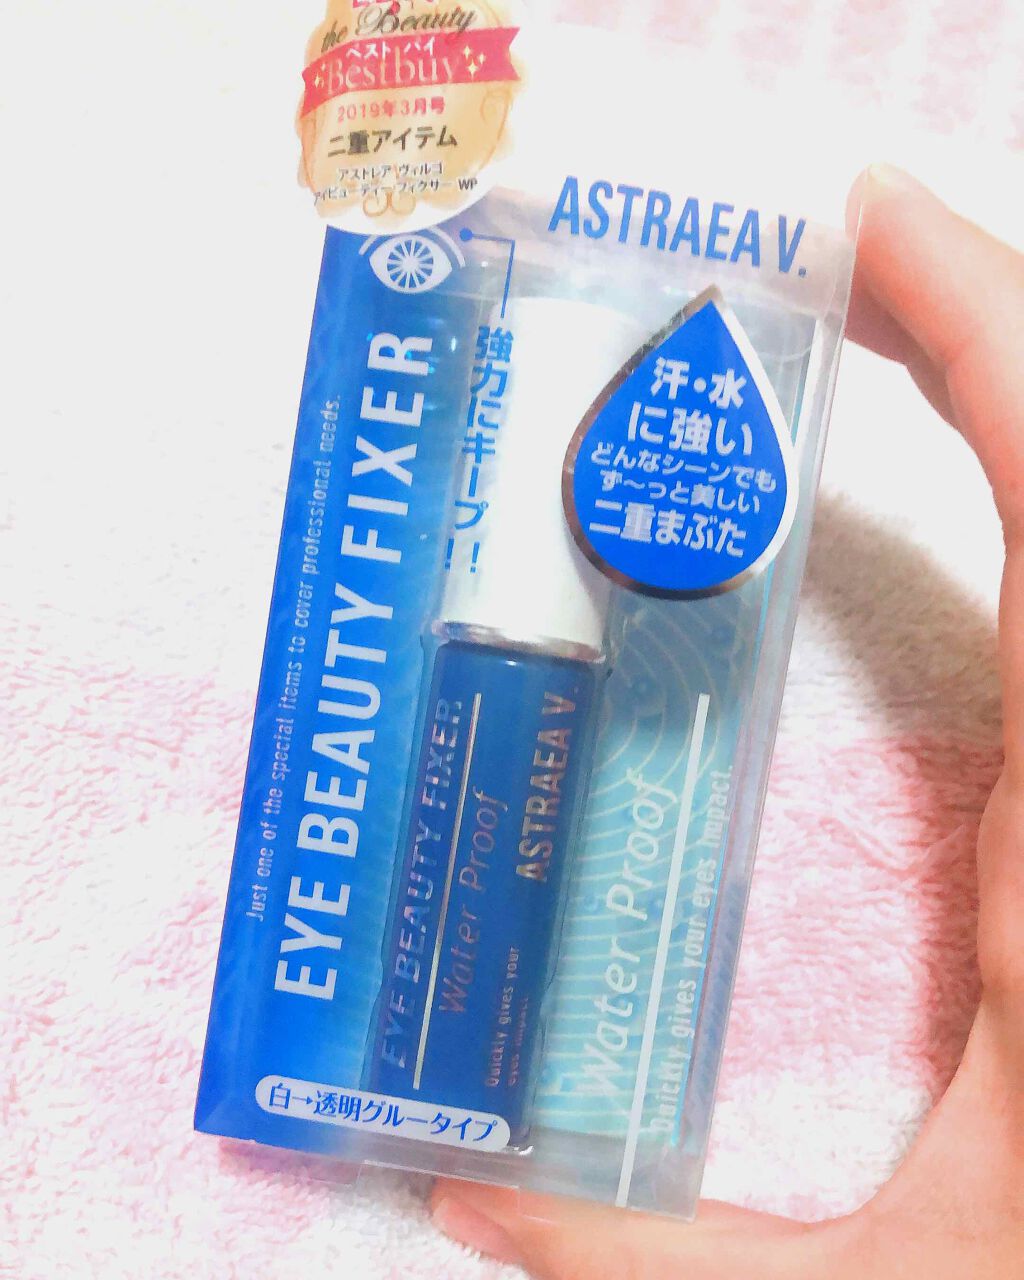 the Beauty
ベストバイ
Bestbuy
2019年3月号
二重アイテム
アストレア ヴィルゴ
アイビューティー フィクサー WP
ASTRAEA V.
強力にキープ!!
汗・水
に強い
どんなシーンでも
ず〜っと美しい
二重まぶた
EYE BEAUTY FIXER
Just one of the special items to cover professional needs.
EYE BEAUTY FIXER
Water Proof
ASTRAEA V.
Quickly gives your
eyes impact.
Water Proof
Quickly gives your eyes impact.
白→透明グルータイプ